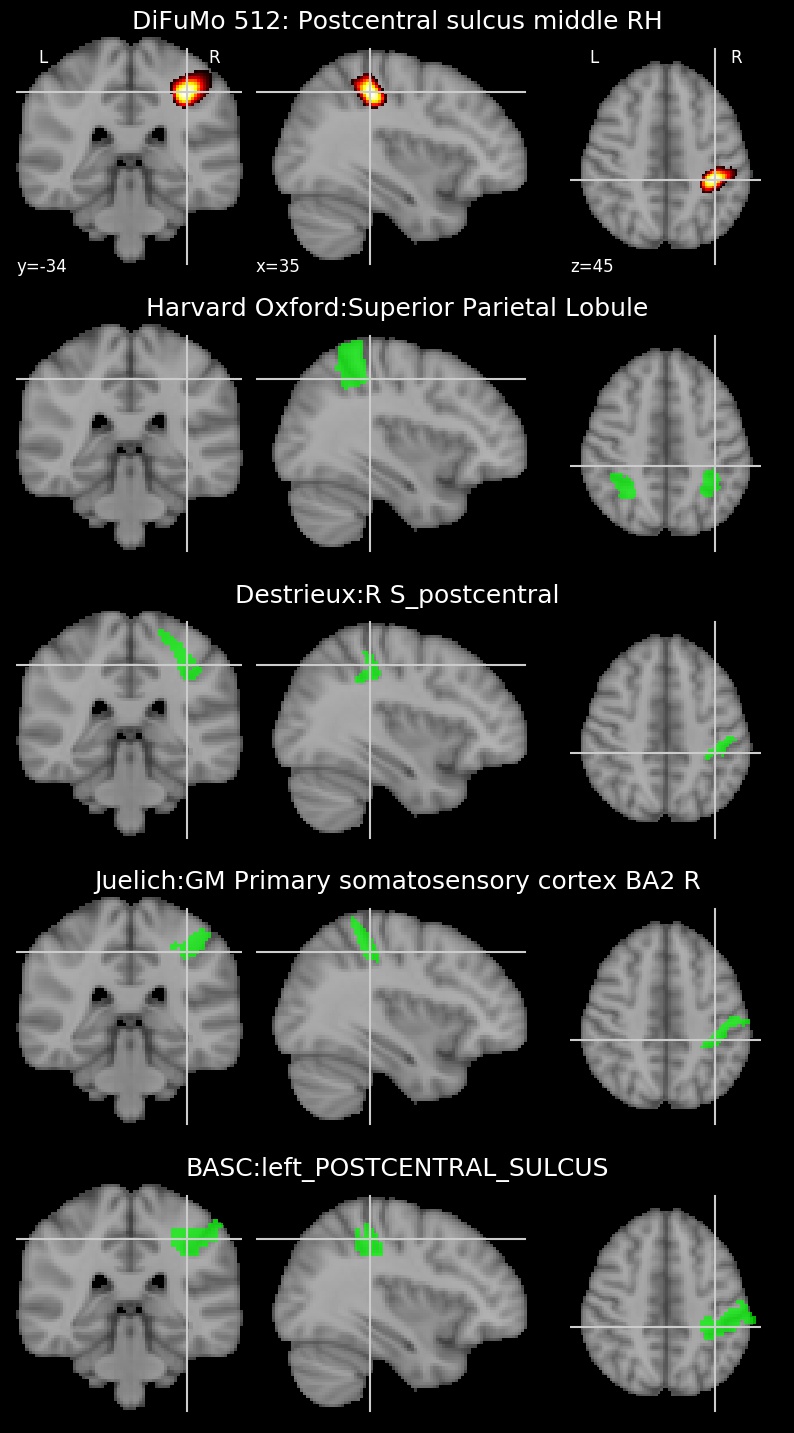 DiFuMo 512: Postcentral sulcus middle RH
L R L R
y=-34 x=35 z=45
Harvard Oxford:Superior Parietal Lobule
Destrieux:R S_postcentral
Juelich:GM Primary somatosensory cortex BA2 R
BASC:left_POSTCENTRAL_SULCUS